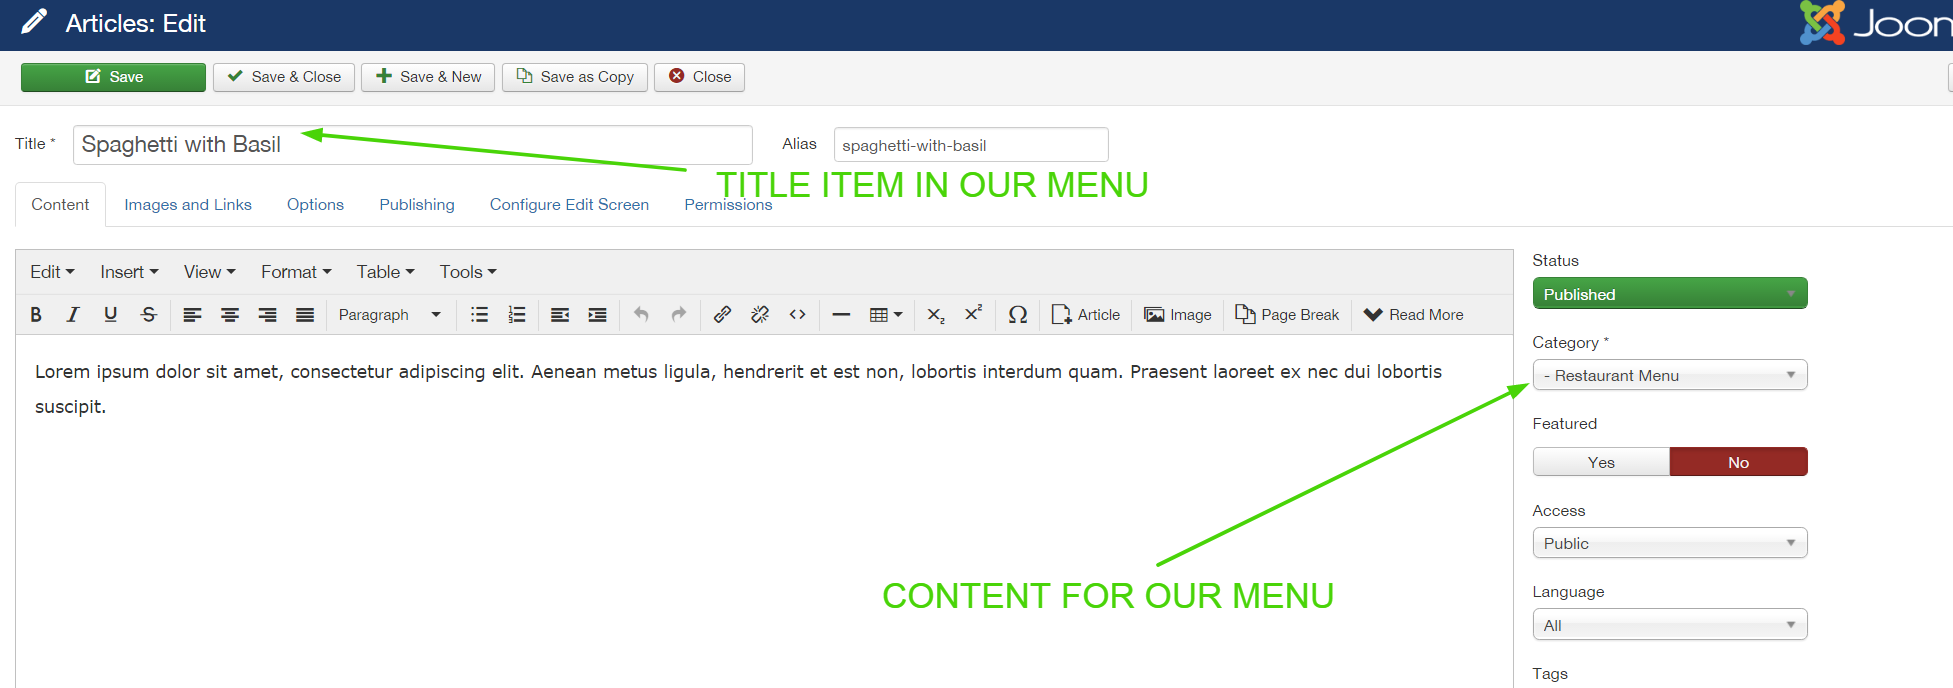 Articles: Edit
Joom
Save
Save & Close
Save & New
Save as Copy
Close
Title *
Spaghetti with Basil
Alias
spaghetti-with-basil
TITLE ITEM IN OUR MENU
Content
Images and Links
Options
Publishing
Configure Edit Screen
Permissions
Edit
Insert
View
Format
Table
Tools
B I U S
Paragraph
Article
Image
Page Break
Read More
Lorem ipsum dolor sit amet, consectetur adipiscing elit. Aenean metus ligula, hendrerit et est non, lobortis interdum quam. Praesent laoreet ex nec dui lobortis
suscipit.
Status
Published
Category *
- Restaurant Menu
Featured
Yes
No
Access
Public
CONTENT FOR OUR MENU
Language
All
Tags